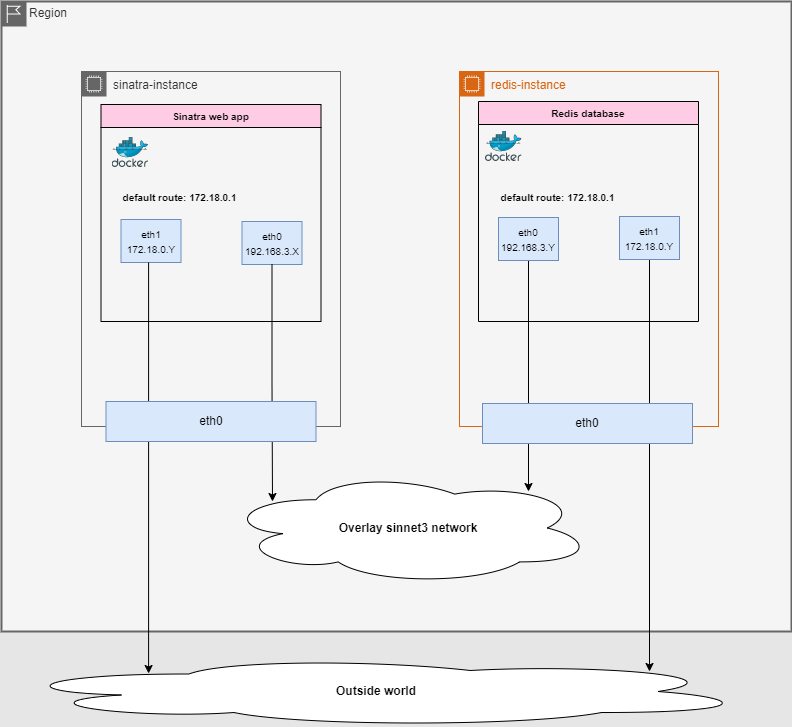 Region
sinatra-instance
redis-instance
Sinatra web app
Redis database
docker
docker
default route: 172.18.0.1
default route: 172.18.0.1
eth1
172.18.0.Y
eth0
192.168.3.X
eth0
192.168.3.Y
eth1
172.18.0.Y
eth0
eth0
Overlay sinnet3 network
Outside world